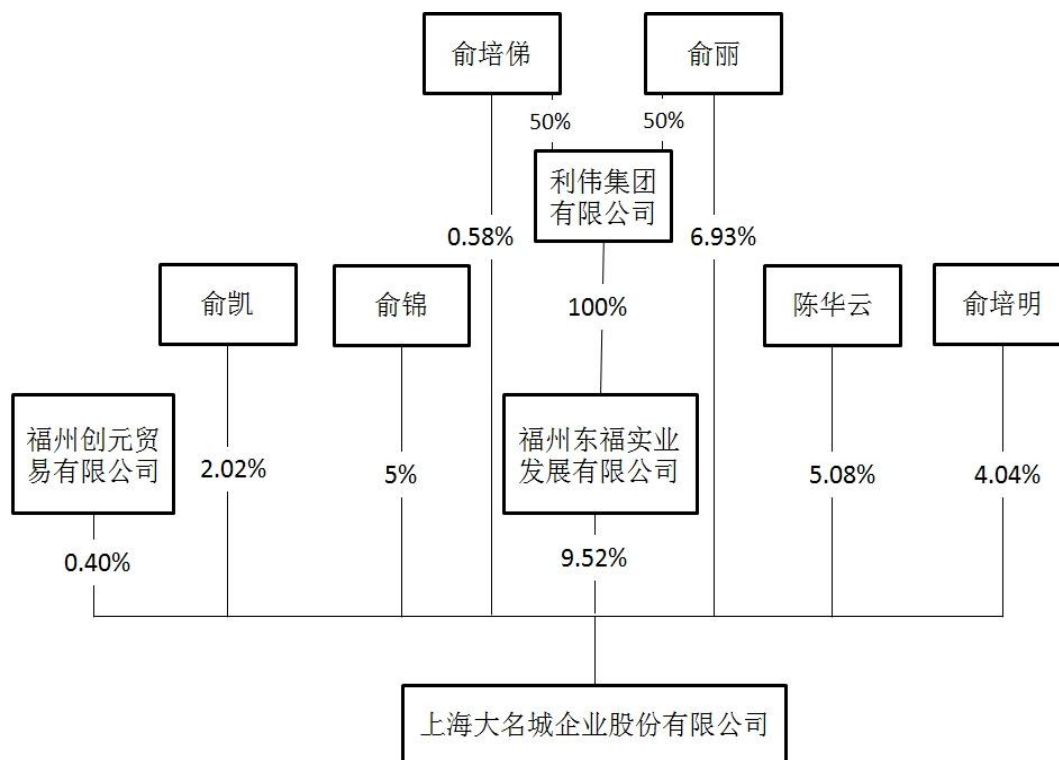 俞培俤
俞丽
50%
50%
利伟集团
有限公司
0.58%
6.93%
俞凯
俞锦
100%
陈华云
俞培明
福州创元贸
易有限公司
福州东福实业
发展有限公司
2.02%
5%
5.08%
4.04%
0.40%
9.52%
上海大名城企业股份有限公司